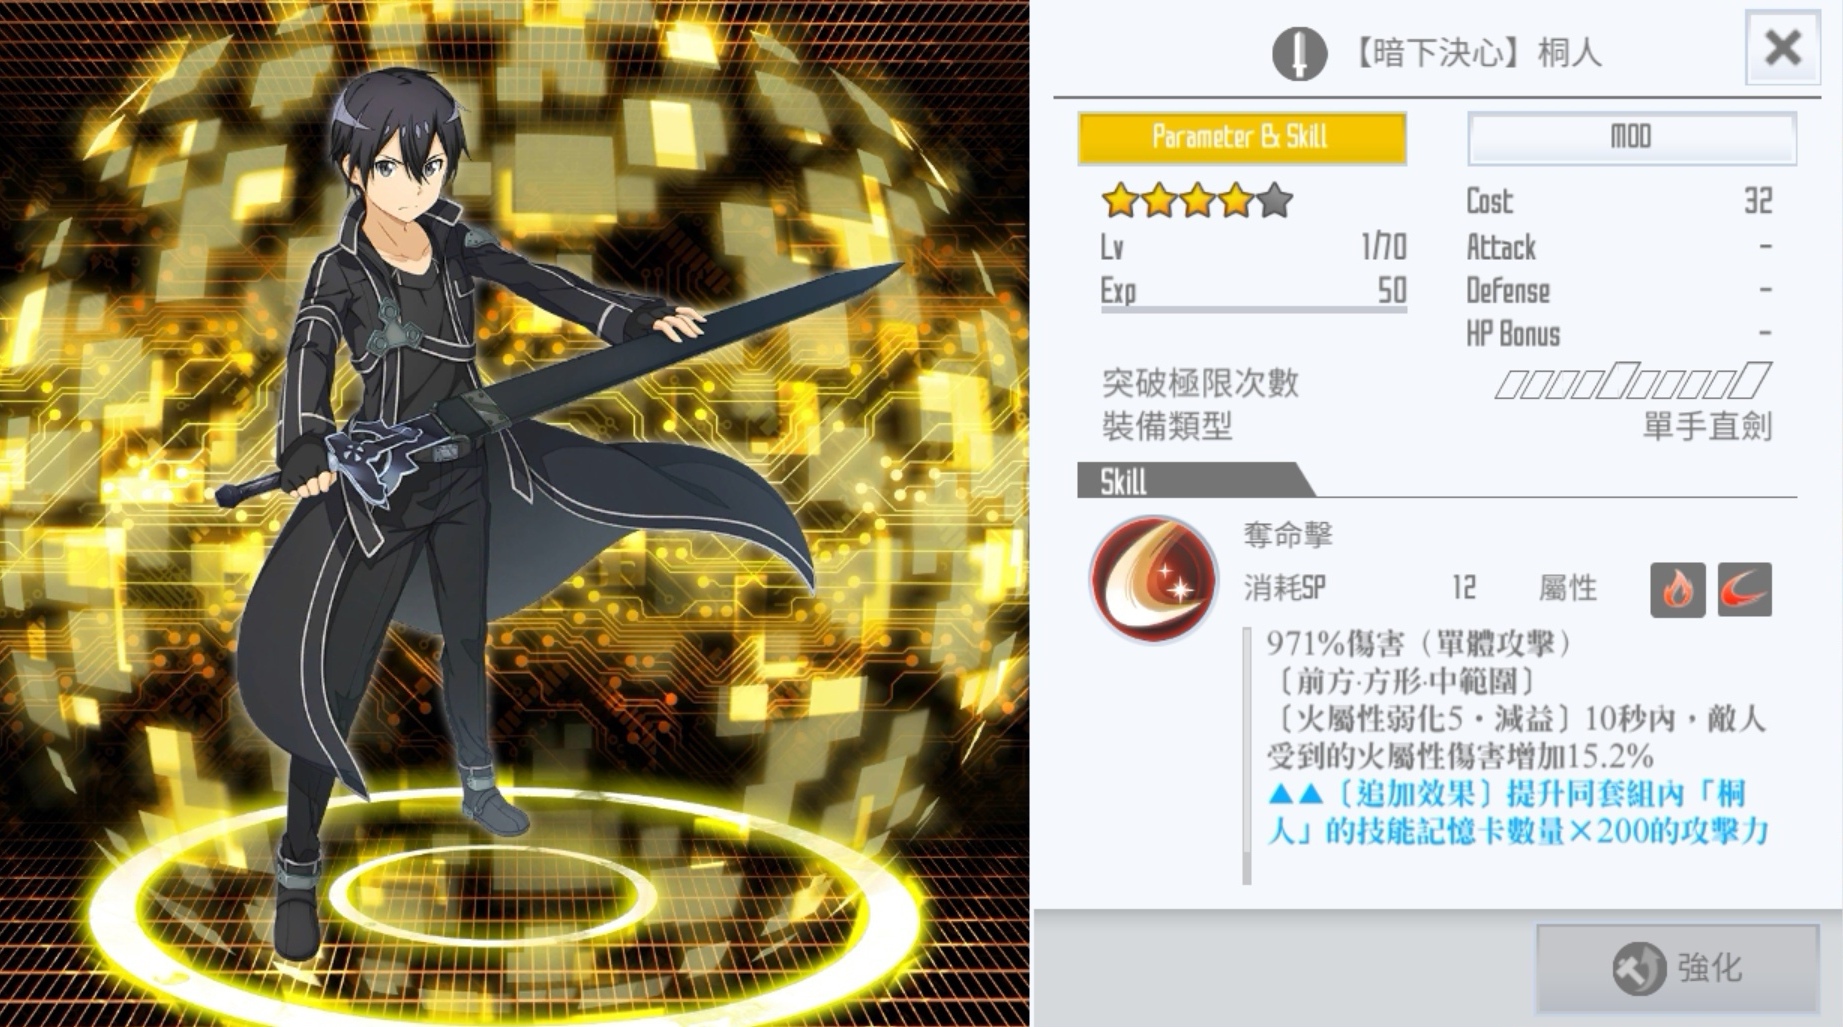 【暗下決心】桐人
Parameter & Skill
MOD
Cost 32
Lv 1/70
Attack -
Exp 50
Defense -
HP Bonus -
突破極限次數
裝備類型 單手直劍
Skill
奪命擊
消耗SP 12 屬性
971%傷害（單體攻擊）
〔前方·方形·中範圍〕
〔火屬性弱化5・減益〕10秒內，敵人
受到的火屬性傷害增加15.2%
▲▲〔追加效果〕提升同套組內「桐
人」的技能記憶卡數量×200的攻擊力
強化